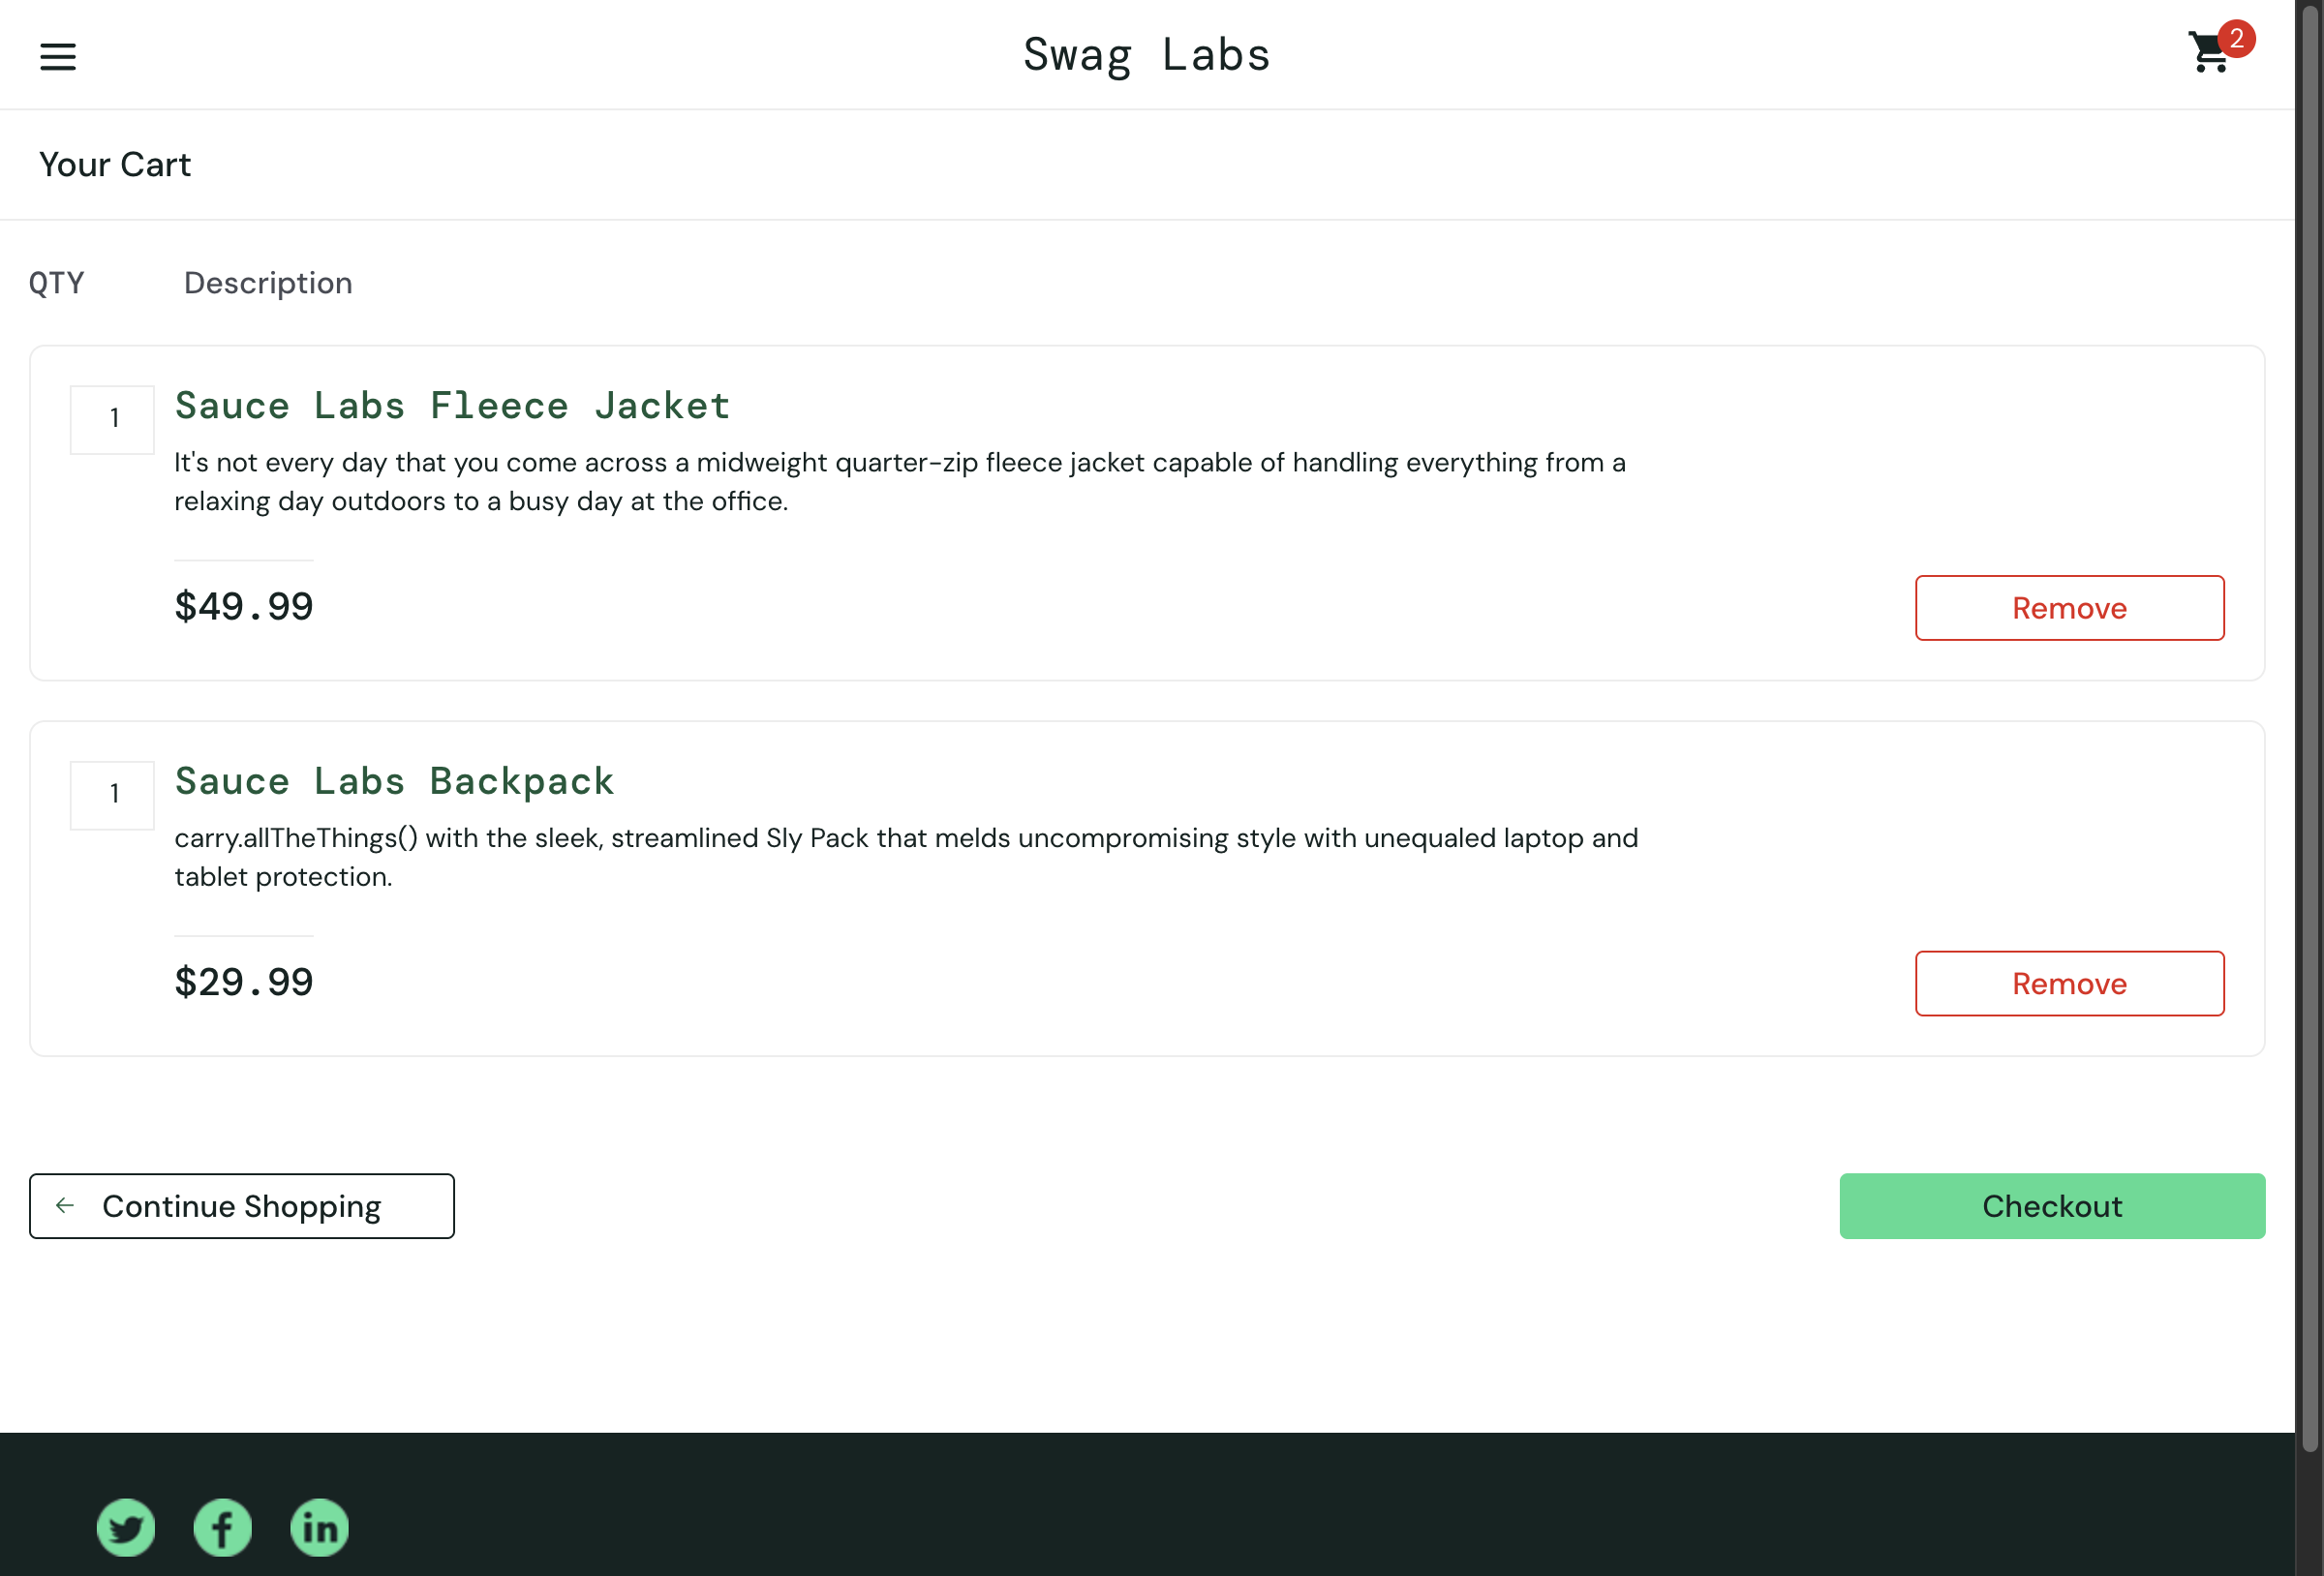 Swag Labs
2
Your Cart
QTY Description
1
Sauce Labs Fleece Jacket
It's not every day that you come across a midweight quarter-zip fleece jacket capable of handling everything from a
relaxing day outdoors to a busy day at the office.
$49.99
Remove
1
Sauce Labs Backpack
carry.allTheThings() with the sleek, streamlined Sly Pack that melds uncompromising style with unequaled laptop and
tablet protection.
$29.99
Remove
Continue Shopping
Checkout